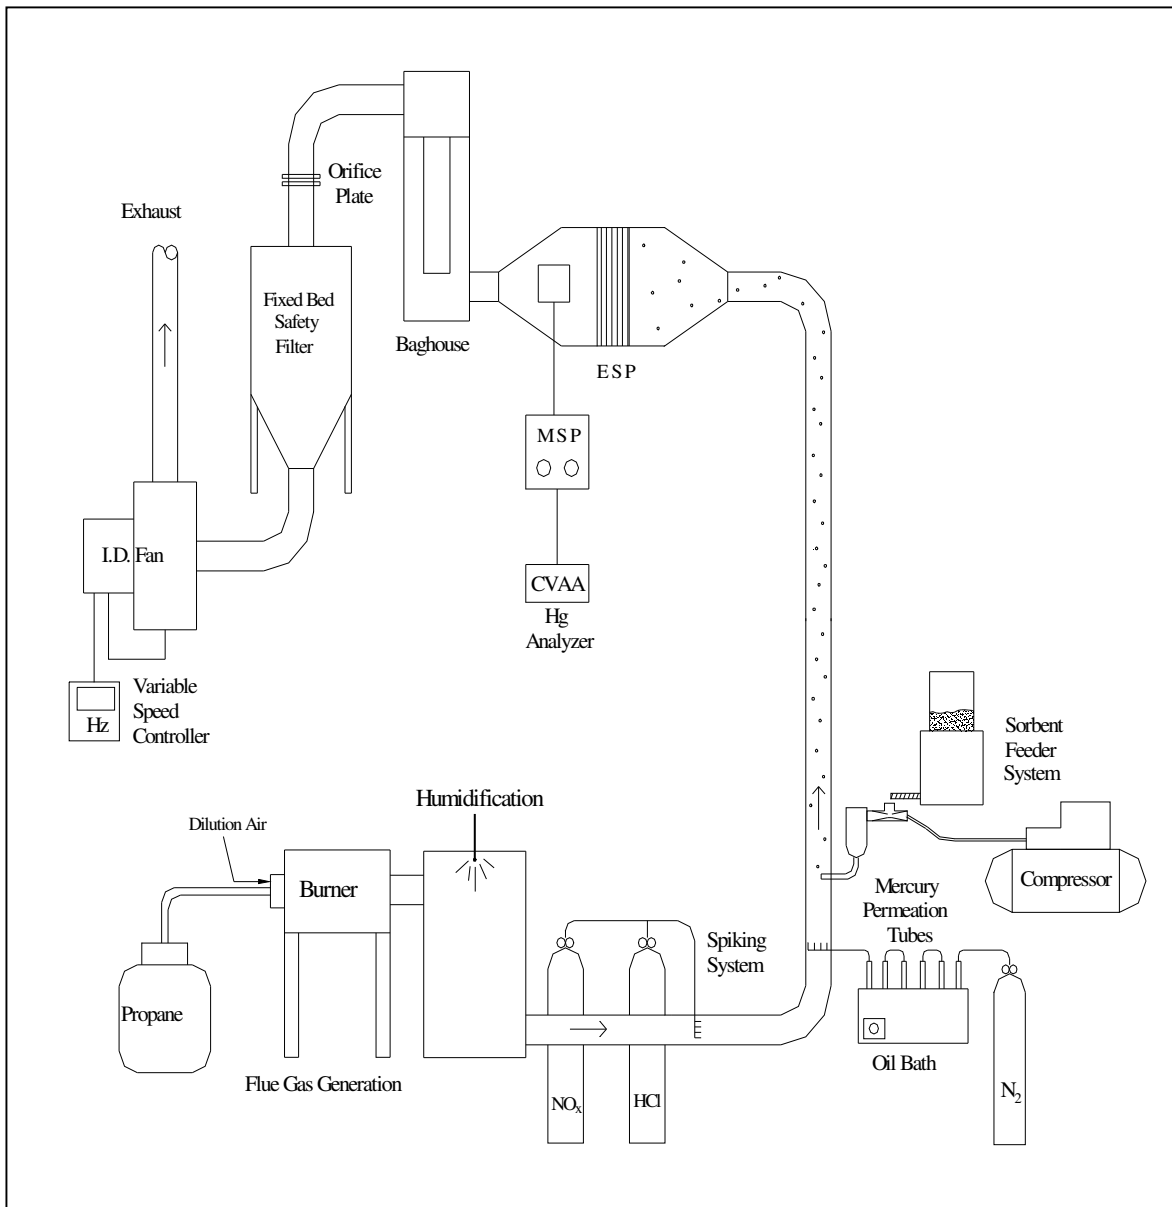 Orifice
Plate
Exhaust
Fixed Bed
Safety
Filter
Baghouse
ESP
MSP
I.D. Fan
CVAA
Hg
Analyzer
Variable
Speed
Controller
Hz
Sorbent
Feeder
System
Humidification
Dilution Air
Burner
Compressor
Mercury
Permeation
Tubes
Spiking
System
Propane
Oil Bath
Flue Gas Generation
NOx
HCl
N2